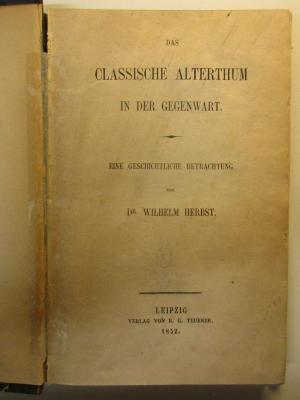 DAS
CLASSISCHE ALTERTHUM
IN DER GEGENWART.
EINE GESCHICHTLICHE BETRACHTUNG
VON
DR. WILHELM HERBST.
LEIPZIG
VERLAG VON B. G. TEUBNER.
1852.